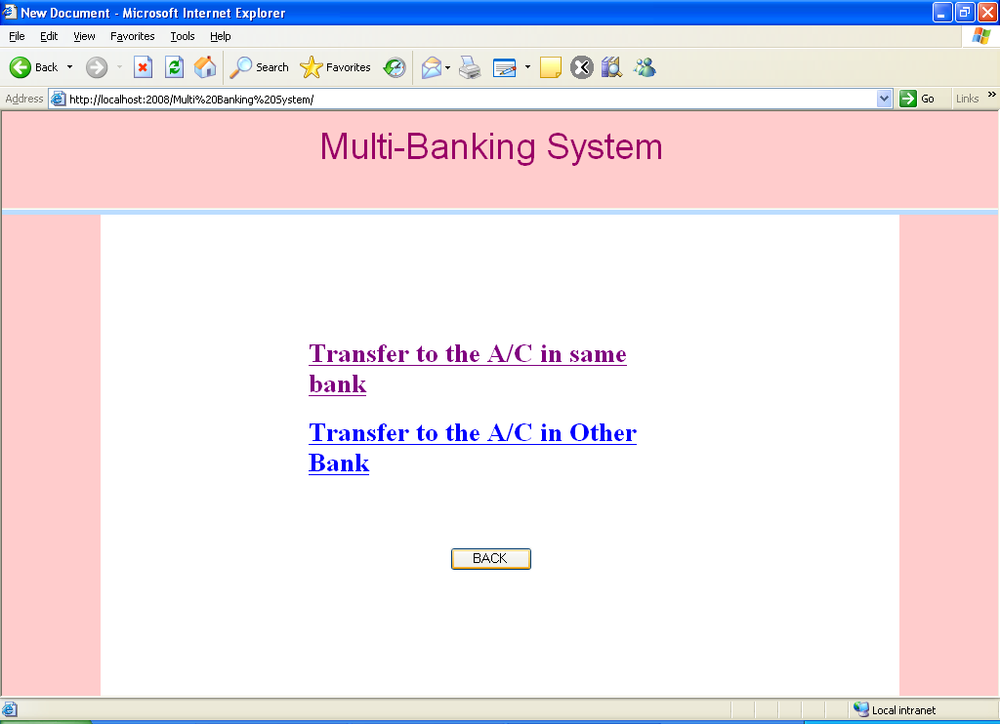 New Document - Microsoft Internet Explorer
File Edit View Favorites Tools Help
Back Search Favorites
Address http://localhost:2008/Multi%20Banking%20System/ Go Links »
Multi-Banking System
Transfer to the A/C in same
bank
Transfer to the A/C in Other
Bank
BACK
Local intranet